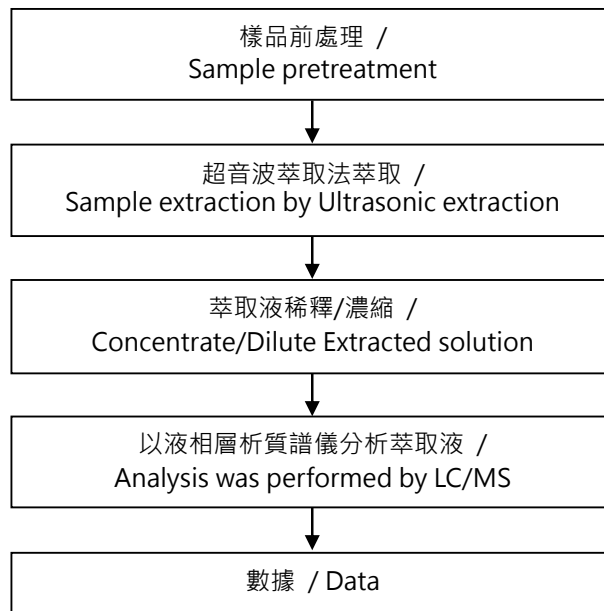 樣品前處理 /
Sample pretreatment
超音波萃取法萃取 /
Sample extraction by Ultrasonic extraction
萃取液稀釋/濃縮 /
Concentrate/Dilute Extracted solution
以液相層析質譜儀分析萃取液 /
Analysis was performed by LC/MS
數據 / Data